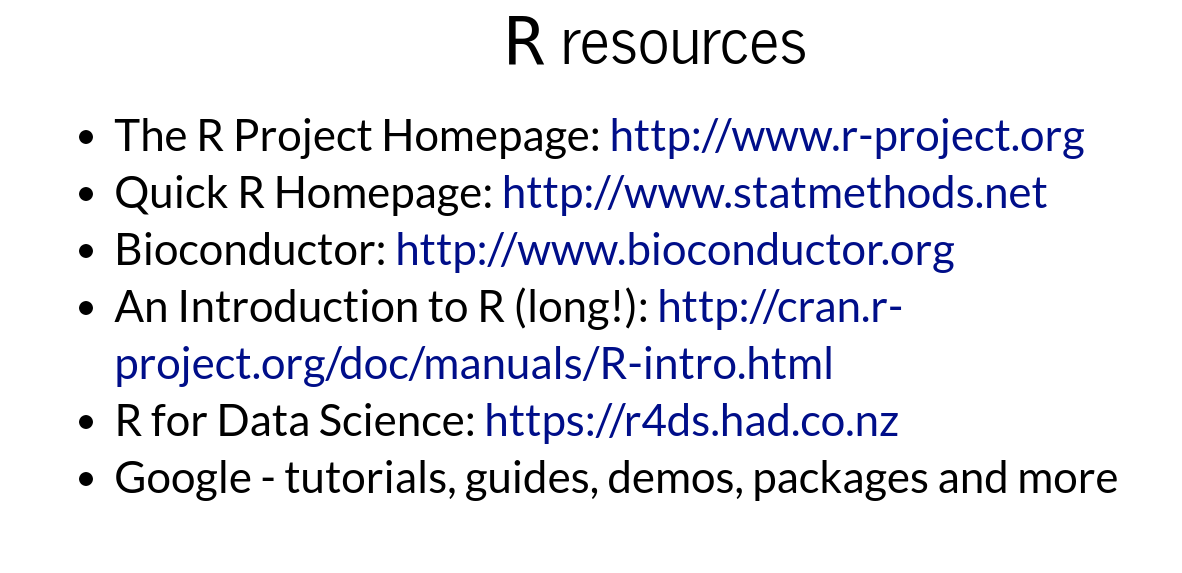 R resources
• The R Project Homepage: http://www.r-project.org
• Quick R Homepage: http://www.statmethods.net
• Bioconductor: http://www.bioconductor.org
• An Introduction to R (long!): http://cran.r-
project.org/doc/manuals/R-intro.html
• R for Data Science: https://r4ds.had.co.nz
• Google - tutorials, guides, demos, packages and more